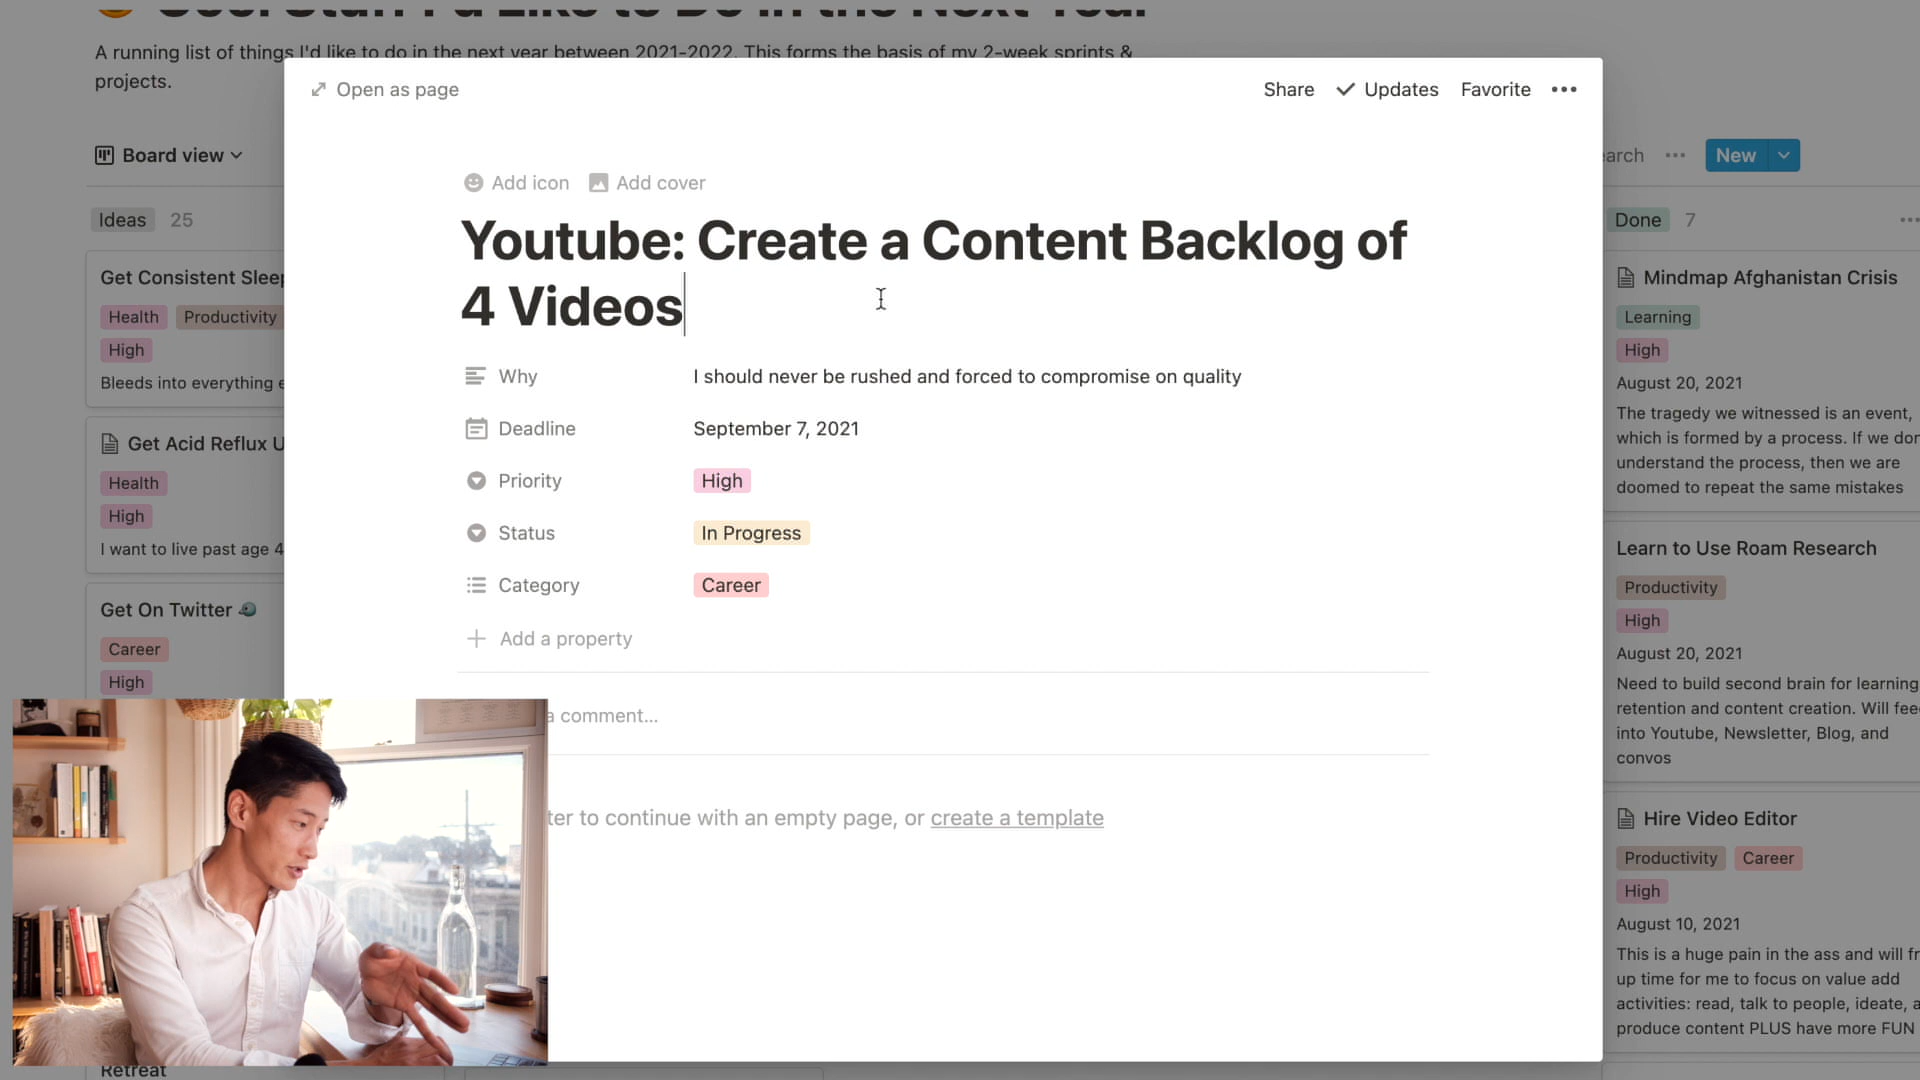 Cool Stuff I'd Like to Do in the Next Year
A running list of things I'd like to do in the next year between 2021-2022. This forms the basis of my 2-week sprints &
projects.
Board view
earch
New
Ideas 25
Get Consistent Sleep
Health Productivity
High
Bleeds into everything e
Get Acid Reflux U
Health
High
I want to live past age 4
Get On Twitter
Career
High
Retreat
Open as page
Share Updates Favorite
Add icon Add cover
Youtube: Create a Content Backlog of
4 Videos
Why I should never be rushed and forced to compromise on quality
Deadline September 7, 2021
Priority High
Status In Progress
Category Career
Add a property
a comment...
ter to continue with an empty page, or create a template
Done 7
Mindmap Afghanistan Crisis
Learning
High
August 20, 2021
The tragedy we witnessed is an event,
which is formed by a process. If we don
understand the process, then we are
doomed to repeat the same mistakes
Learn to Use Roam Research
Productivity
High
August 20, 2021
Need to build second brain for learning
retention and content creation. Will fee
into Youtube, Newsletter, Blog, and
convos
Hire Video Editor
Productivity Career
High
August 10, 2021
This is a huge pain in the ass and will fr
up time for me to focus on value add
activities: read, talk to people, ideate, a
produce content PLUS have more FUN